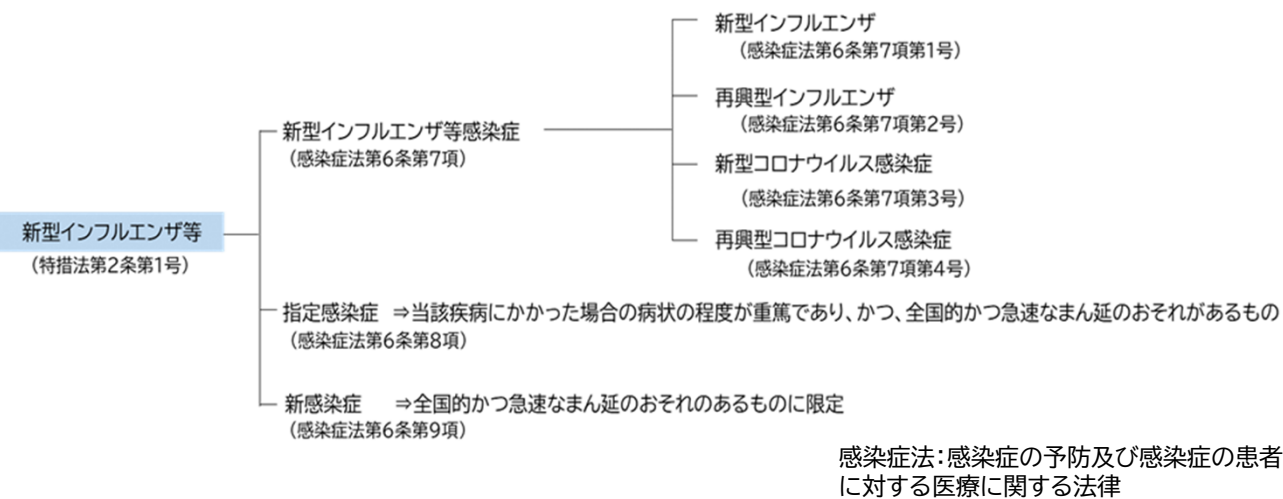 新型インフルエンザ
(感染症法第6条第7項第1号)
再興型インフルエンザ
(感染症法第6条第7項第2号)
新型インフルエンザ等感染症
(感染症法第6条第7項)
新型コロナウイルス感染症
(感染症法第6条第7項第3号)
新型インフルエンザ等
(特措法第2条第1号)
再興型コロナウイルス感染症
(感染症法第6条第7項第4号)
指定感染症 ⇒当該疾病にかかった場合の病状の程度が重篤であり、かつ、全国的かつ急速なまん延のおそれがあるもの
(感染症法第6条第8項)
新感染症 ⇒全国的かつ急速なまん延のおそれのあるものに限定
(感染症法第6条第9項)
感染症法：感染症の予防及び感染症の患者
に対する医療に関する法律